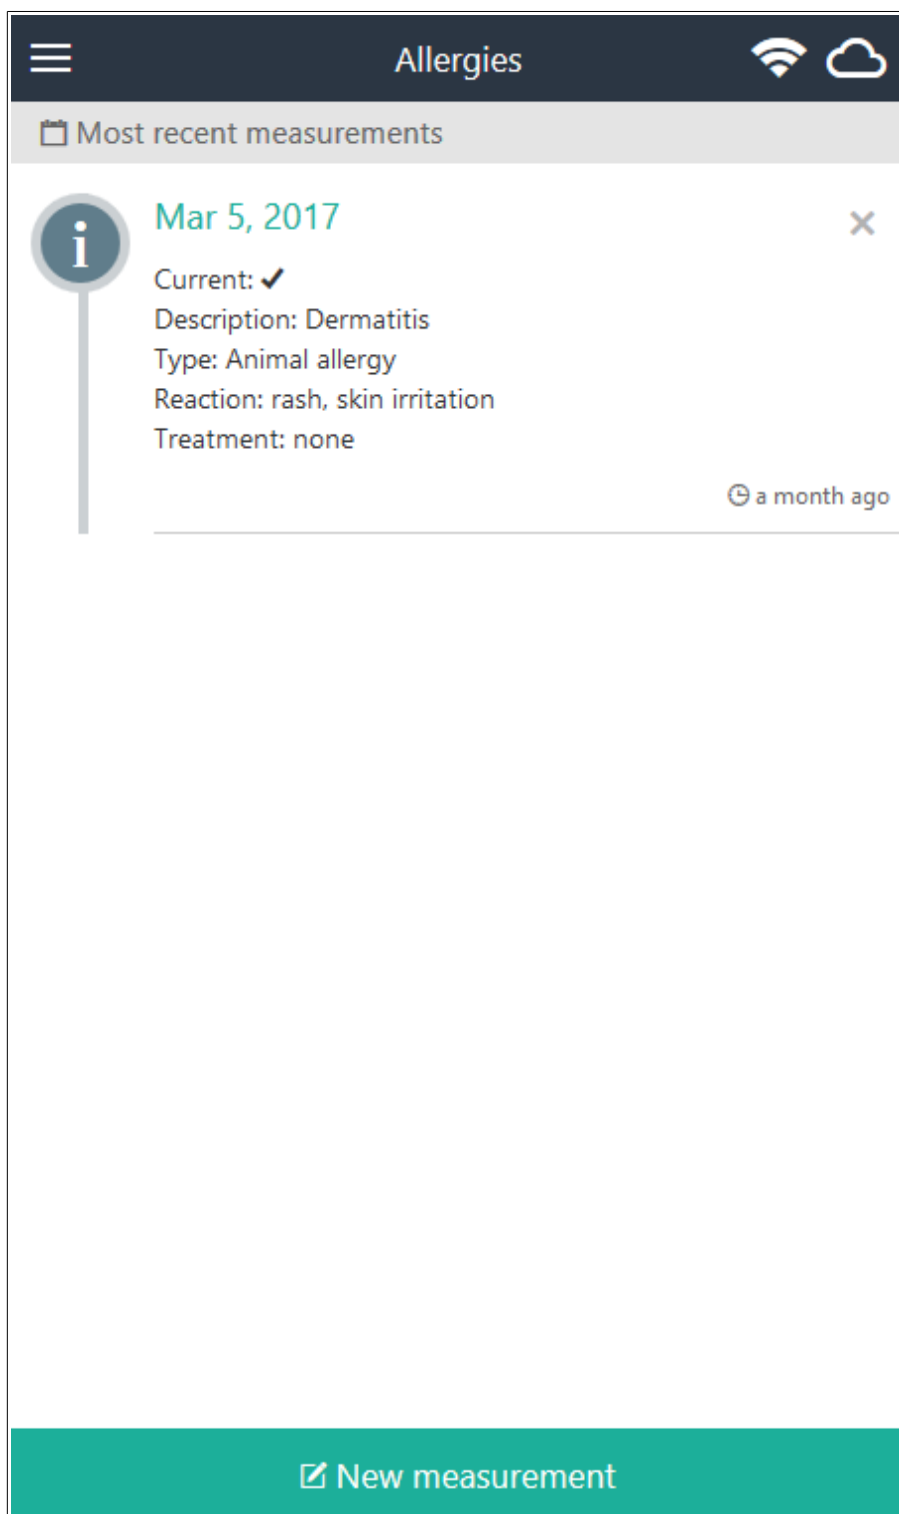 Allergies
Most recent measurements
i
Mar 5, 2017
Current: ✔
Description: Dermatitis
Type: Animal allergy
Reaction: rash, skin irritation
Treatment: none
a month ago
New measurement